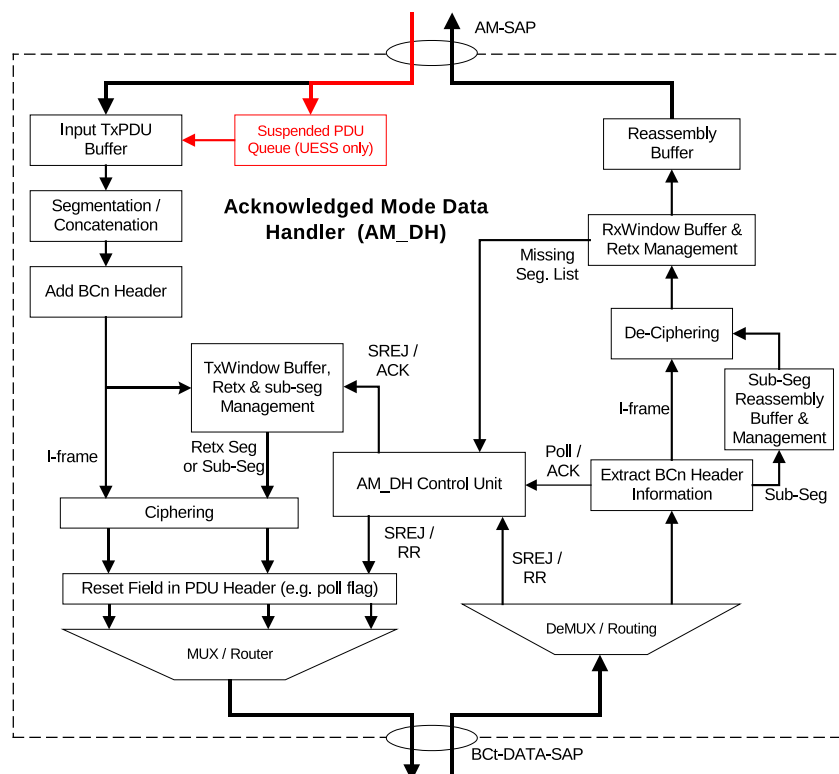 AM-SAP
Input TxPDU
Buffer
Suspended PDU
Queue (UESS only)
Reassembly
Buffer
Segmentation /
Concatenation
Acknowledged Mode Data
Handler (AM_DH)
RxWindow Buffer &
Retx Management
Missing
Seg. List
Add BCn Header
De-Ciphering
TxWindow Buffer,
Retx & sub-seg
Management
SREJ /
ACK
Sub-Seg
Reassembly
Buffer &
Management
I-frame
I-frame
Retx Seg
or Sub-Seg
Poll /
ACK
AM_DH Control Unit
Extract BCn Header
Information
Sub-Seg
Ciphering
SREJ /
RR
SREJ /
RR
Reset Field in PDU Header (e.g. poll flag)
MUX / Router
DeMUX / Routing
BCt-DATA-SAP